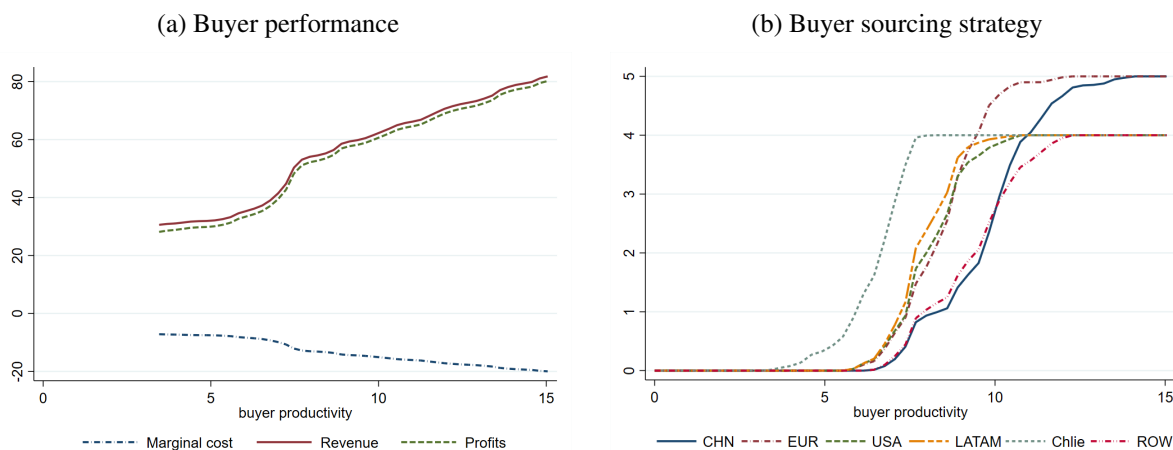 (a) Buyer performance
80
60
40
20
0
-20
0 5 10 15
buyer productivity
Marginal cost Revenue Profits
(b) Buyer sourcing strategy
5
4
3
2
1
0
0 5 10 15
buyer productivity
CHN EUR USA LATAM Chlie ROW